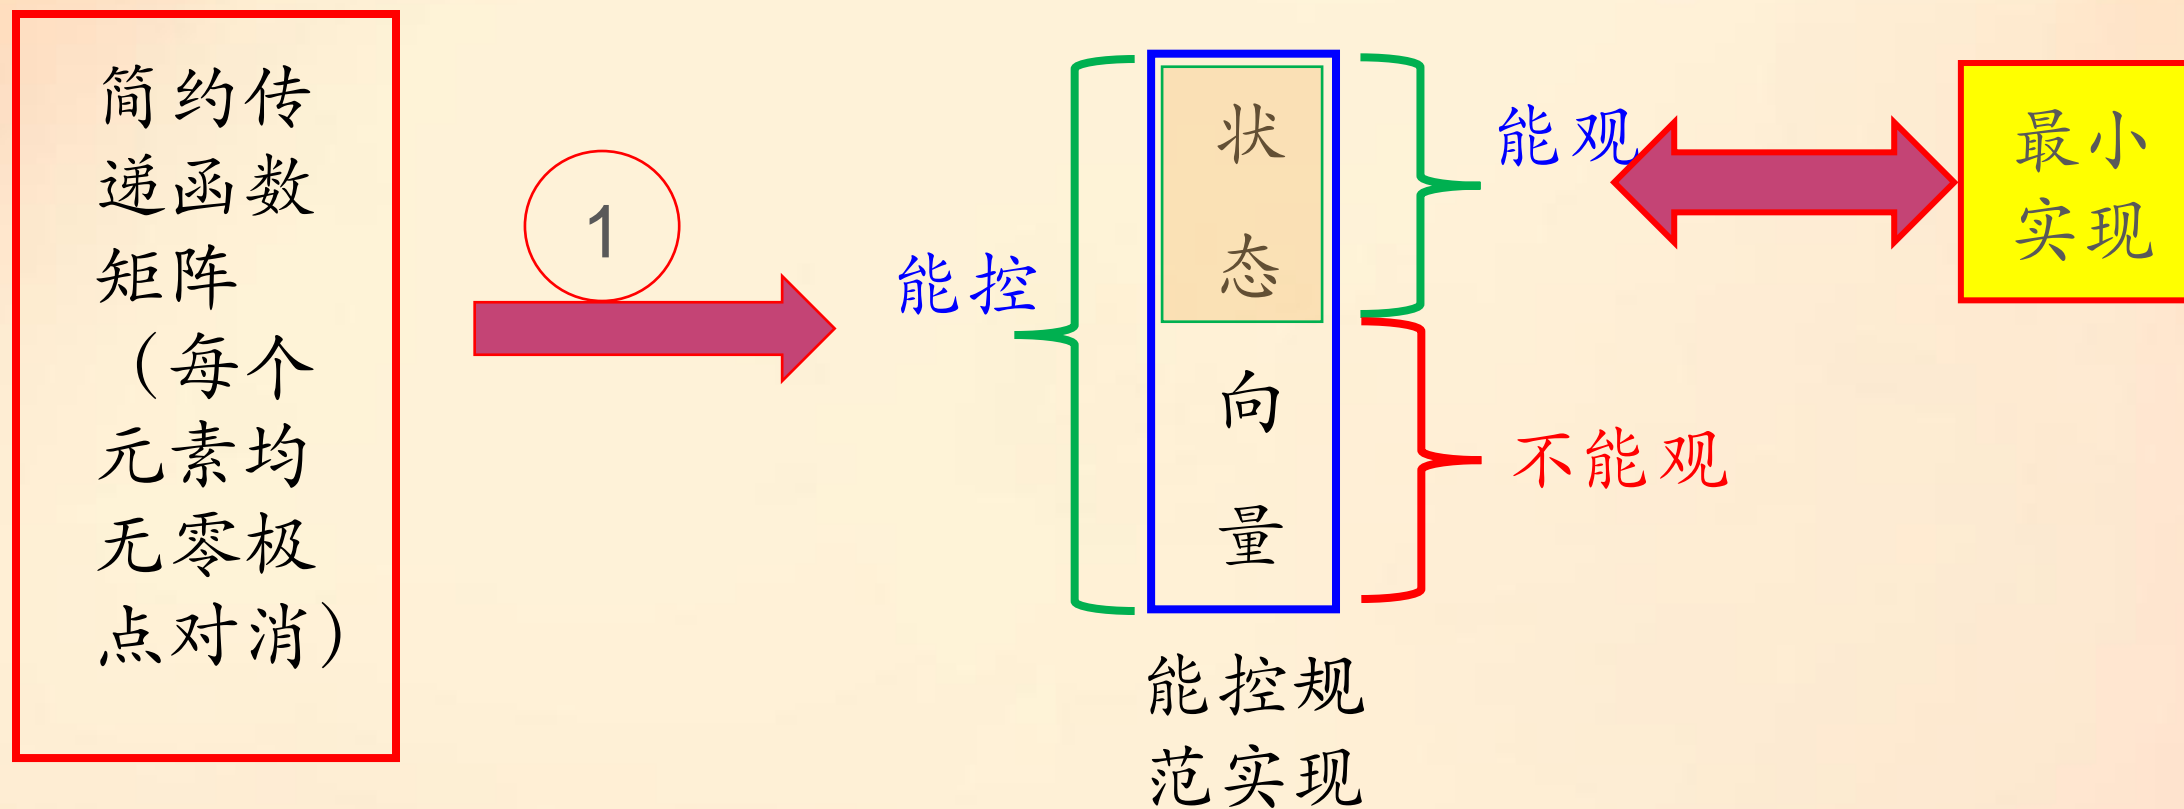 简约传
递函数
矩阵
（每个
元素均
无零极
点对消）
1
能控
状
态
向
量
能观
不能观
最小
实现
能控规
范实现